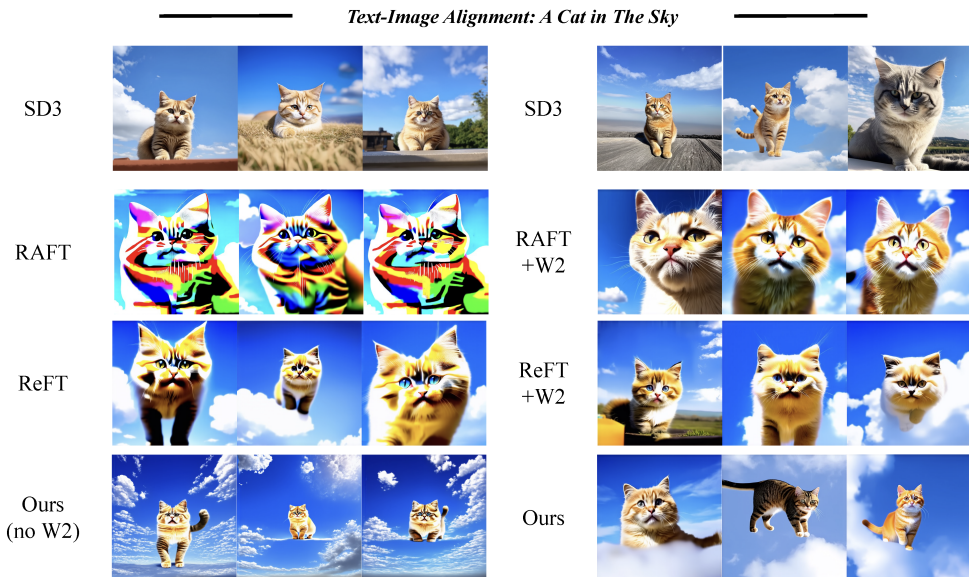 Text-Image Alignment: A Cat in The Sky
SD3
SD3
RAFT
RAFT
+W2
ReFT
ReFT
+W2
Ours
(no W2)
Ours